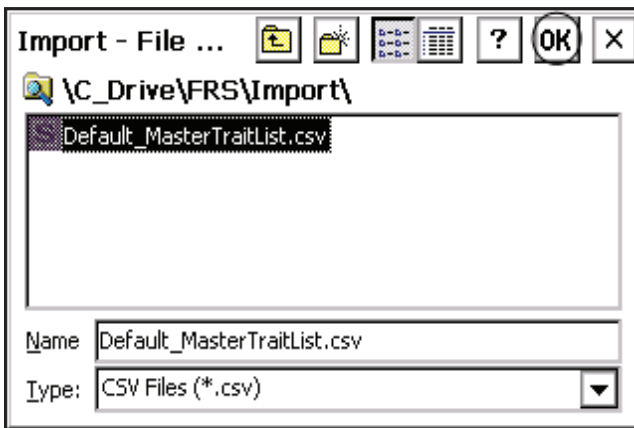 Import - File ... ? OK ×
\C_Drive\FRS\Import\
Default_MasterTraitList.csv
Name Default_MasterTraitList.csv
Type: CSV Files (*.csv)